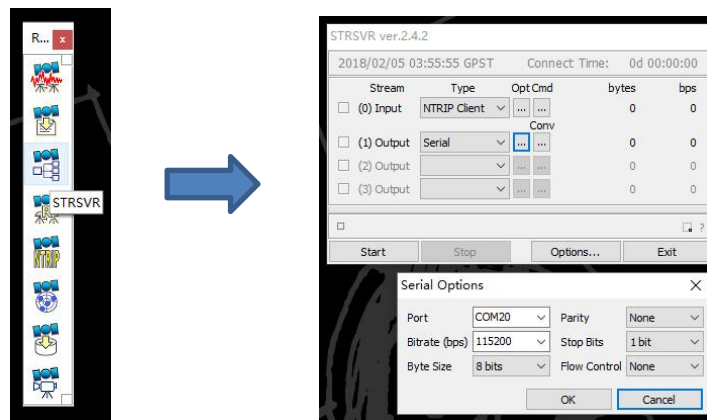 R... x
STRSVR
NTRIP
STRSVR ver.2.4.2
2018/02/05 03:55:55 GPST Connect Time: 0d 00:00:00
Stream Type Opt Cmd bytes bps
(0) Input NTRIP Client ... ... 0 0
Conv
(1) Output Serial ... ... 0 0
(2) Output ... ... 0 0
(3) Output ... ... 0 0
?
Start Stop Options... Exit
Serial Options
Port COM20 Parity None
Bitrate (bps) 115200 Stop Bits 1 bit
Byte Size 8 bits Flow Control None
OK Cancel